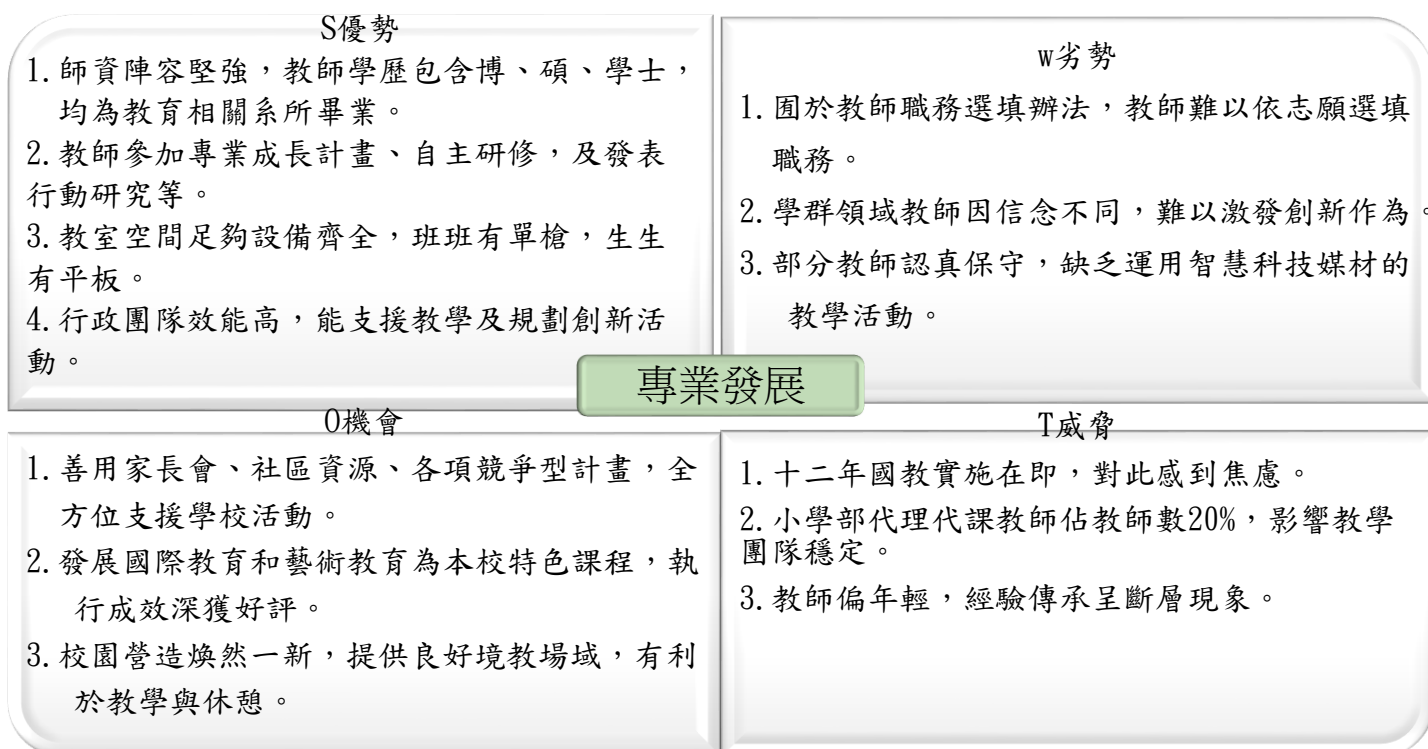 S優勢
1.師資陣容堅強，教師學歷包含博、碩、學士，
均為教育相關系所畢業。
2.教師參加專業成長計畫、自主研修，及發表
行動研究等。
3.教室空間足夠設備齊全，班班有單槍，生生
有平板。
4.行政團隊效能高，能支援教學及規劃創新活
動。
w劣勢
1.囿於教師職務選填辦法，教師難以依志願選填
職務。
2.學群領域教師因信念不同，難以激發創新作為。
3.部分教師認真保守，缺乏運用智慧科技媒材的
教學活動。
專業發展
O機會
1.善用家長會、社區資源、各項競爭型計畫，全
方位支援學校活動。
2.發展國際教育和藝術教育為本校特色課程，執
行成效深獲好評。
3.校園營造煥然一新，提供良好境教場域，有利
於教學與休憩。
T威脅
1.十二年國教實施在即，對此感到焦慮。
2.小學部代理代課教師佔教師數20%，影響教學
團隊穩定。
3.教師偏年輕，經驗傳承呈斷層現象。